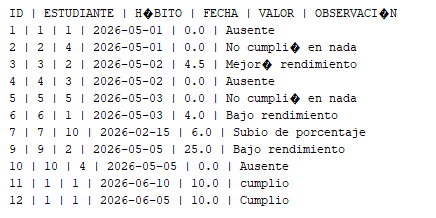 ID | ESTUDIANTE | H�BITO | FECHA | VALOR | OBSERVACI�N
1 | 1 | 1 | 2026-05-01 | 0.0 | Ausente
2 | 2 | 4 | 2026-05-01 | 0.0 | No cumpli� en nada
3 | 3 | 2 | 2026-05-02 | 4.5 | Mejor� rendimiento
4 | 4 | 3 | 2026-05-02 | 0.0 | Ausente
5 | 5 | 5 | 2026-05-03 | 0.0 | No cumpli� en nada
6 | 6 | 1 | 2026-05-03 | 4.0 | Bajo rendimiento
7 | 7 | 10 | 2026-02-15 | 6.0 | Subio de porcentaje
9 | 9 | 2 | 2026-05-05 | 25.0 | Bajo rendimiento
10 | 10 | 4 | 2026-05-05 | 0.0 | Ausente
11 | 1 | 1 | 2026-06-10 | 10.0 | cumplio
12 | 1 | 1 | 2026-06-05 | 10.0 | Cumplio